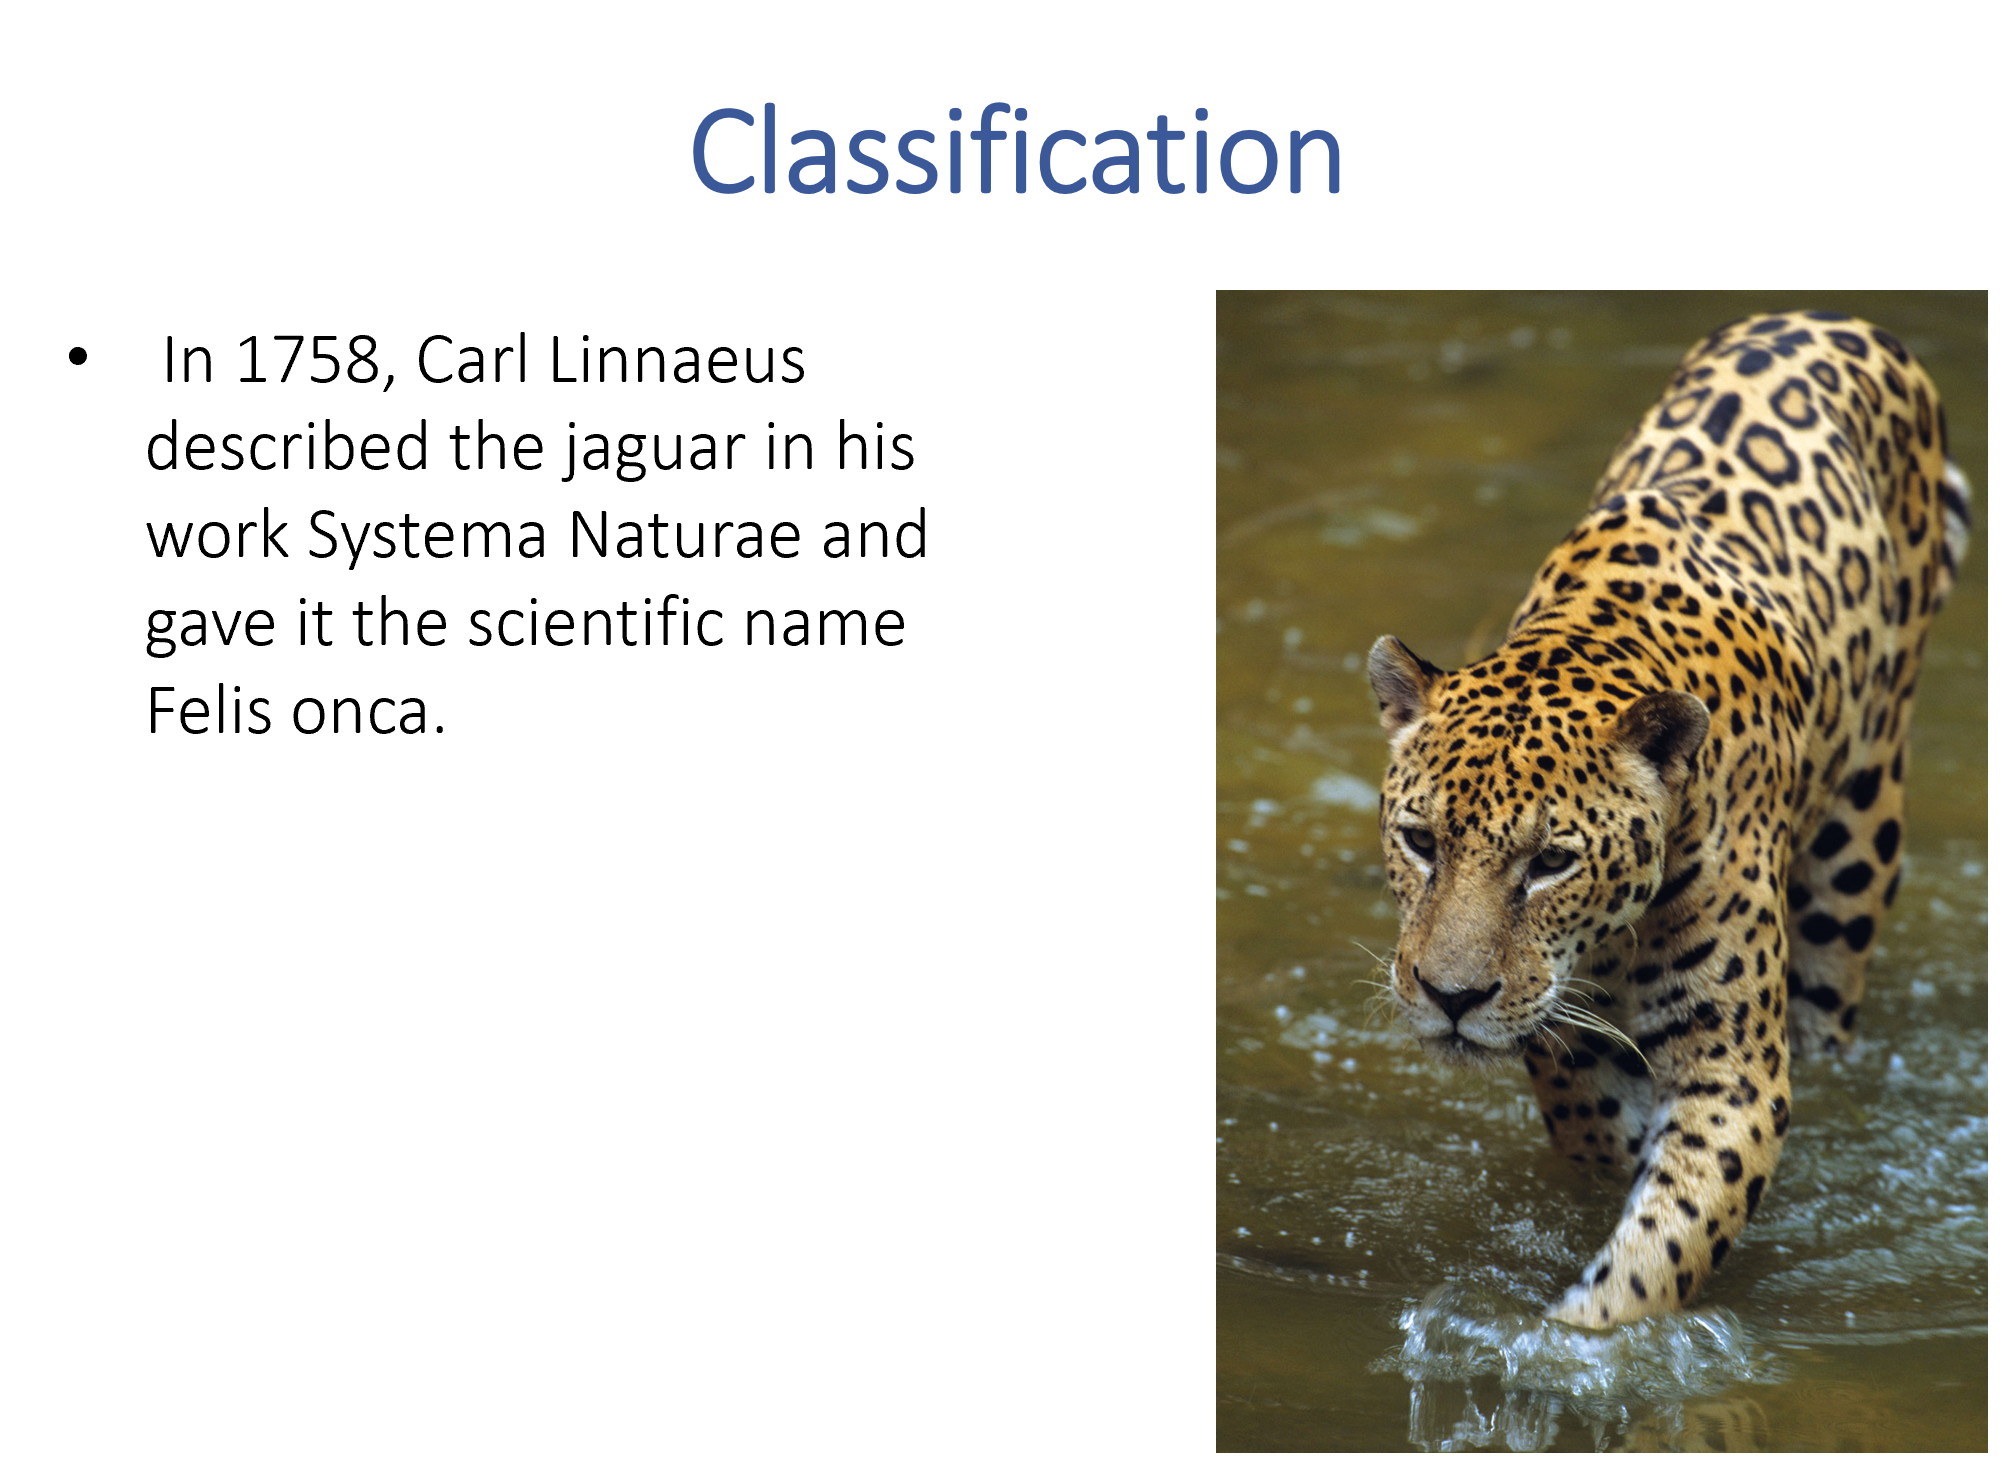 Classification
• In 1758, Carl Linnaeus
described the jaguar in his
work Systema Naturae and
gave it the scientific name
Felis onca.